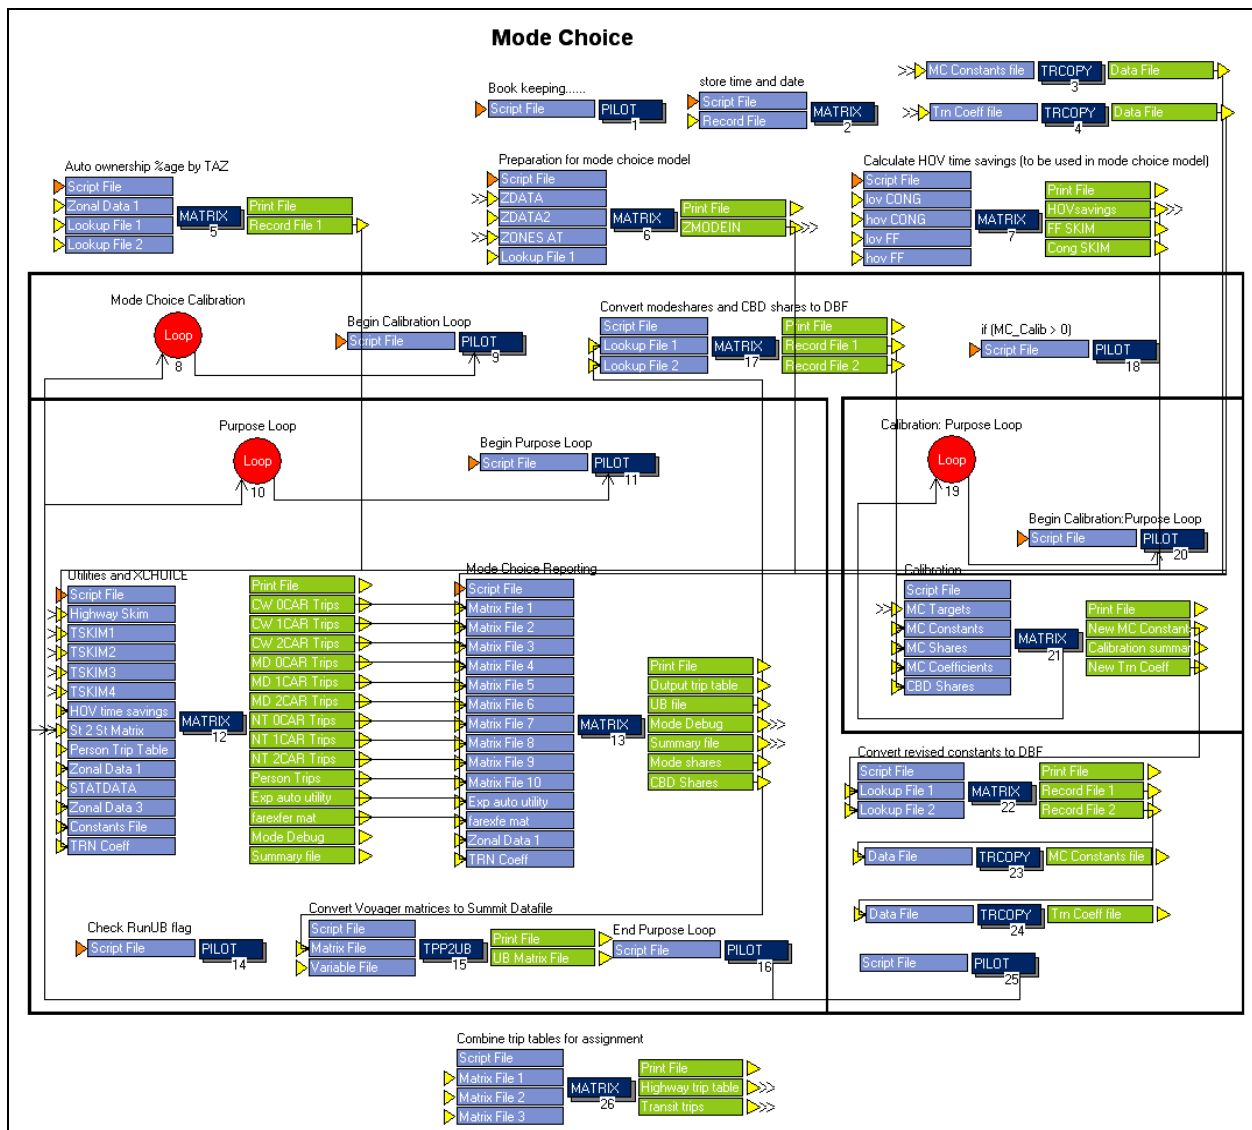 Mode Choice
Book keeping......
Script File
PILOT
1
store time and date
Script File
Record File
MATRIX
2
MC Constants file
TRCOPY
3
Data File
Trn Coeff file
TRCOPY
4
Data File
Auto ownership %age by TAZ
Script File
Zonal Data 1
Lookup File 1
Lookup File 2
MATRIX
5
Print File
Record File 1
Preparation for mode choice model
Script File
ZDATA
ZDATA2
ZONES AT
Lookup File 1
MATRIX
6
Print File
ZMODEIN
Calculate HOV time savings (to be used in mode choice model)
Script File
lov CONG
hov CONG
lov FF
hov FF
MATRIX
7
Print File
HOVsavings
FF SKIM
Cong SKIM
Mode Choice Calibration
Loop
8
Begin Calibration Loop
Script File
PILOT
9
Convert modeshares and CBD shares to DBF
Script File
Lookup File 1
Lookup File 2
MATRIX
17
Print File
Record File 1
Record File 2
if (MC_Calib > 0)
Script File
PILOT
18
Purpose Loop
Loop
10
Begin Purpose Loop
Script File
PILOT
11
Calibration: Purpose Loop
Loop
19
Begin Calibration:Purpose Loop
Script File
PILOT
20
Utilities and XCHOICE
Script File
Highway Skim
TSKIM1
TSKIM2
TSKIM3
TSKIM4
HOV time savings
St 2 St Matrix
Person Trip Table
Zonal Data 1
STATDATA
Zonal Data 3
Constants File
TRN Coeff
MATRIX
12
Print File
CW 0CAR Trips
CW 1CAR Trips
CW 2CAR Trips
MD 0CAR Trips
MD 1CAR Trips
MD 2CAR Trips
NT 0CAR Trips
NT 1CAR Trips
NT 2CAR Trips
Person Trips
Exp auto utility
farexfer mat
Mode Debug
Summary file
Mode Choice Reporting
Script File
Matrix File 1
Matrix File 2
Matrix File 3
Matrix File 4
Matrix File 5
Matrix File 6
Matrix File 7
Matrix File 8
Matrix File 9
Matrix File 10
Exp auto utility
farexfe mat
Zonal Data 1
TRN Coeff
MATRIX
13
Print File
Output trip table
UB file
Mode Debug
Summary file
Mode shares
CBD Shares
Calibration
Script File
MC Targets
MC Constants
MC Shares
MC Coefficients
CBD Shares
MATRIX
21
Print File
New MC Constant
Calibration summar
New Trn Coeff
Convert revised constants to DBF
Script File
Lookup File 1
Lookup File 2
MATRIX
22
Print File
Record File 1
Record File 2
Data File
TRCOPY
23
MC Constants file
Data File
TRCOPY
24
Trn Coeff file
Script File
PILOT
25
Check RunUB flag
Script File
PILOT
14
Convert Voyager matrices to Summit Datafile
Script File
Matrix File
Variable File
TPP2UB
15
Print File
UB Matrix File
End Purpose Loop
Script File
PILOT
16
Combine trip tables for assignment
Script File
Matrix File 1
Matrix File 2
Matrix File 3
MATRIX
26
Print File
Highway trip table
Transit trips